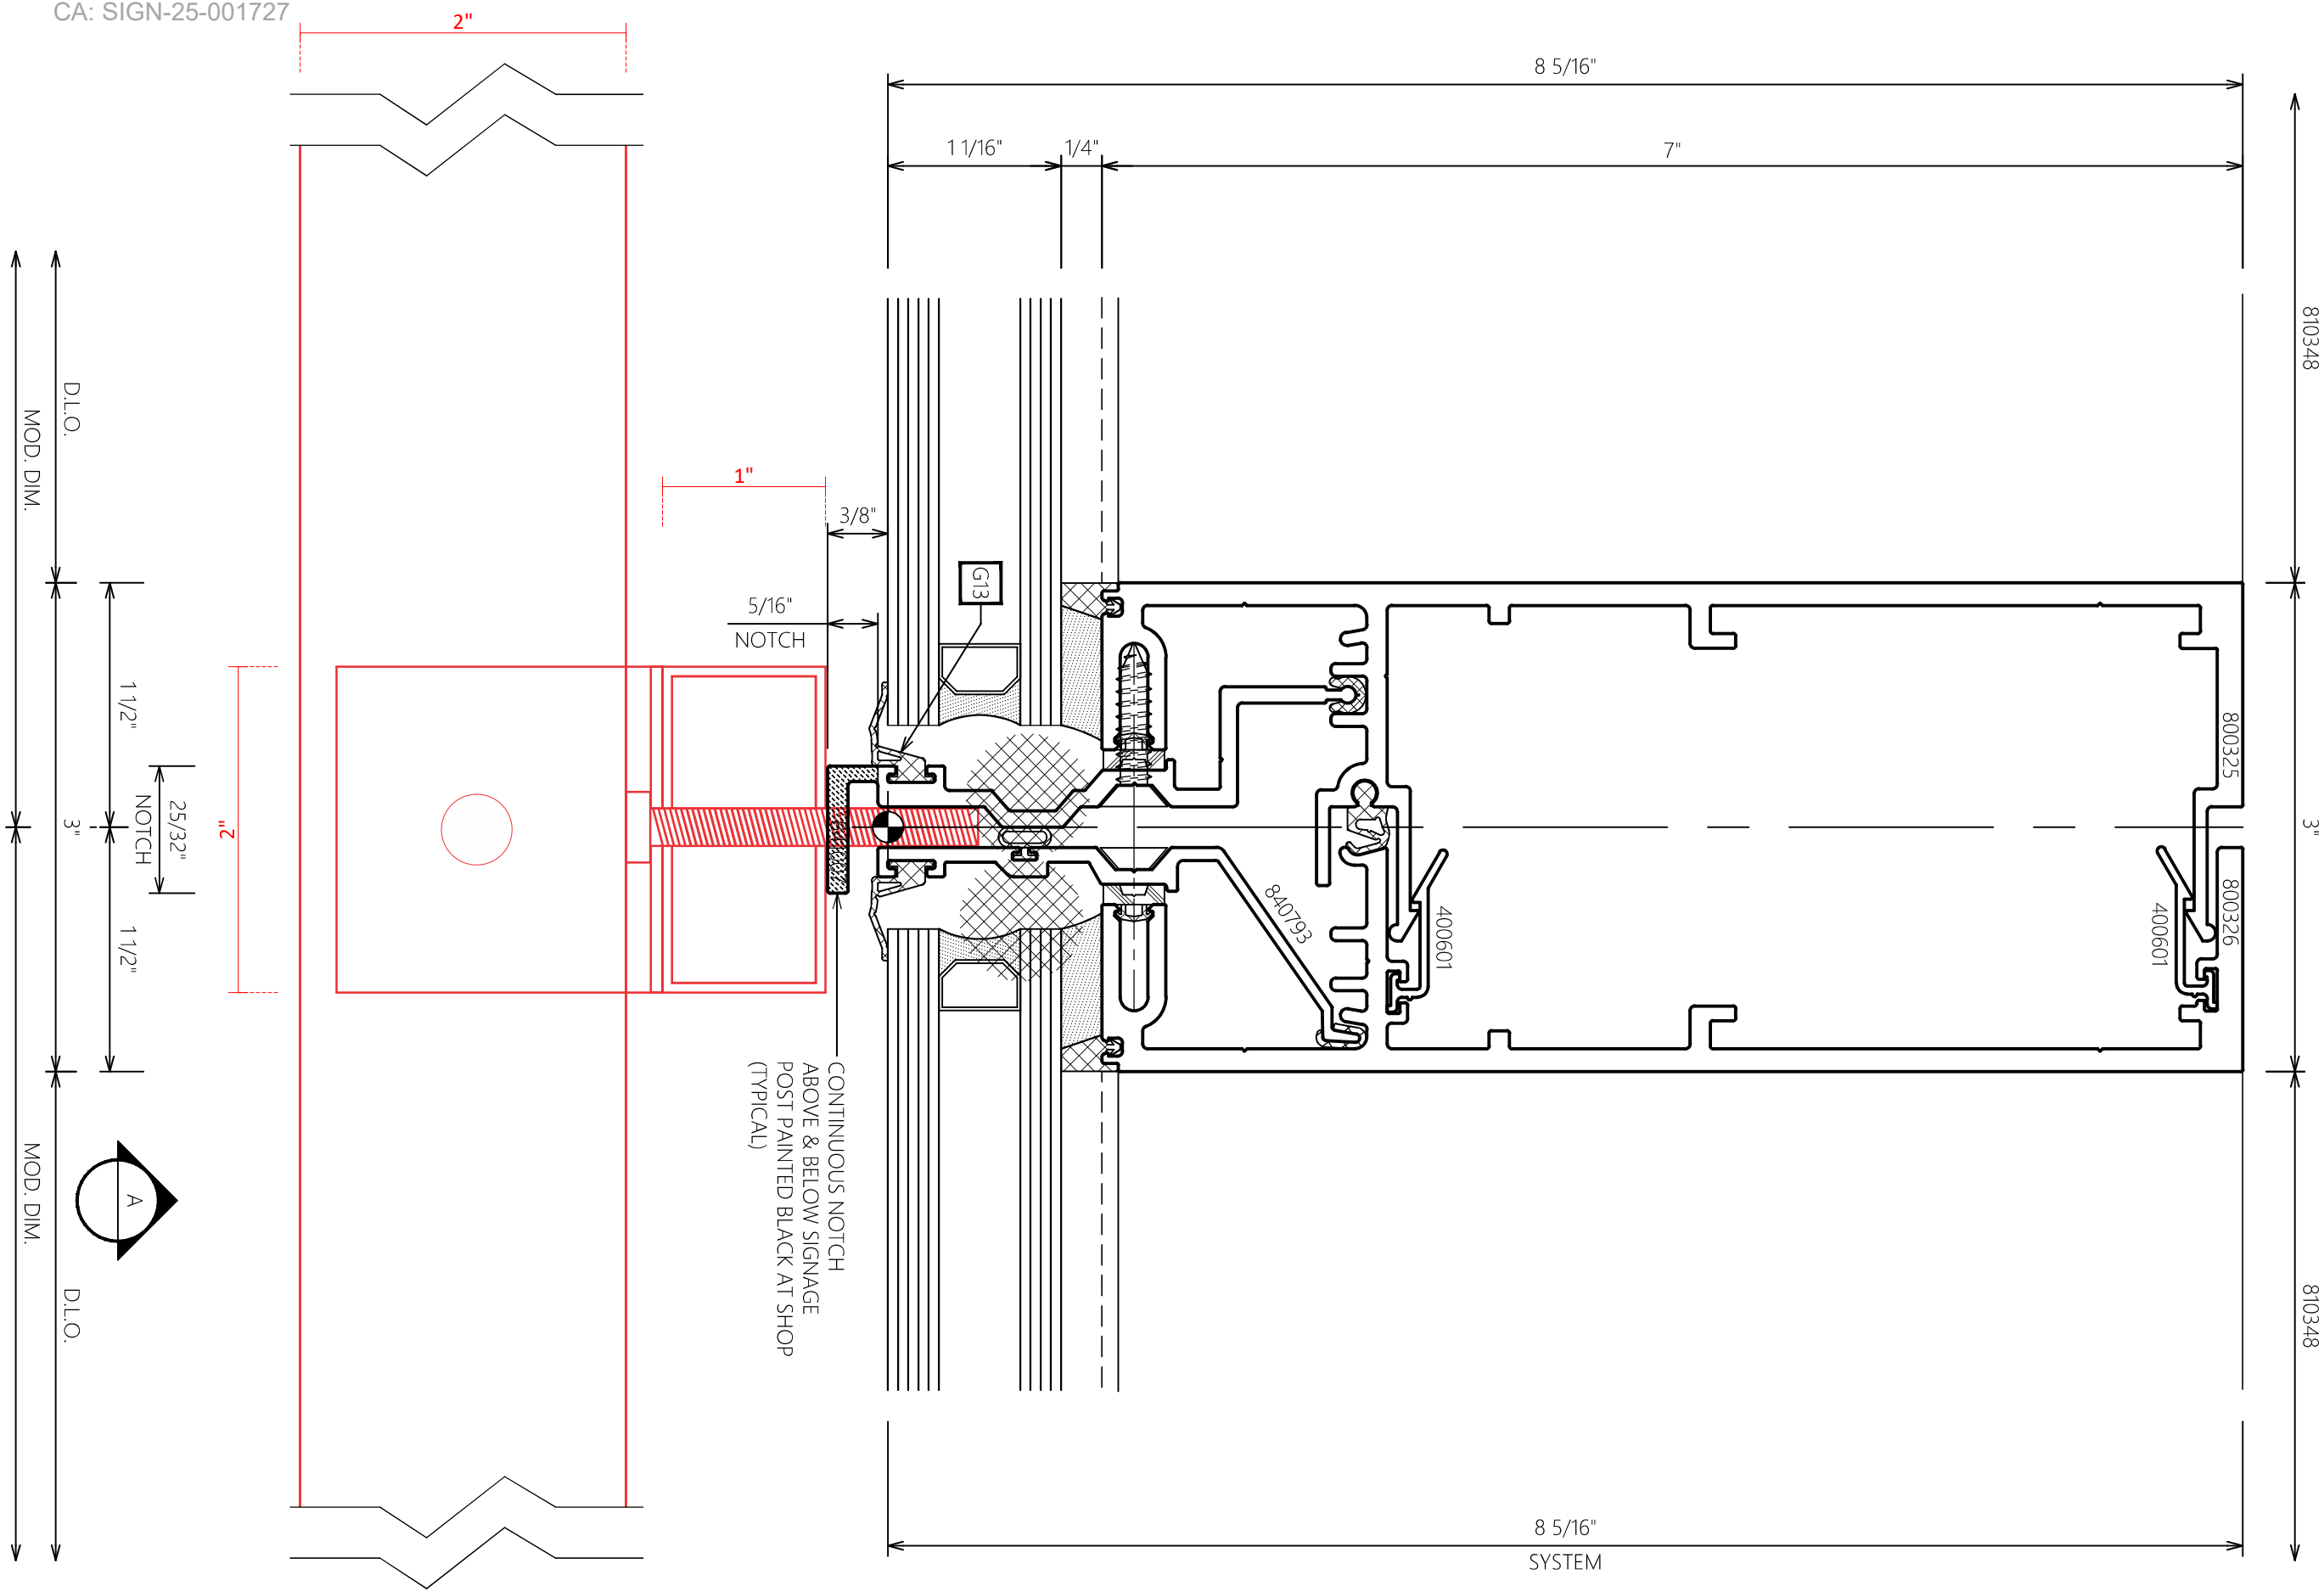 CA: SIGN-25-001727
2"
8 5/16"
1 1/16"
1/4"
7"
810348
D.L.O.
MOD. DIM.
1"
3/8"
G13
5/16"
NOTCH
1 1/2"
25/32"
NOTCH
3"
2"
1 1/2"
800325
3"
800326
840793
400601
400601
CONTINUOUS NOTCH
ABOVE & BELOW SIGNAGE
POST PAINTED BLACK AT SHOP
(TYPICAL)
A
MOD. DIM.
D.L.O.
810348
8 5/16"
SYSTEM